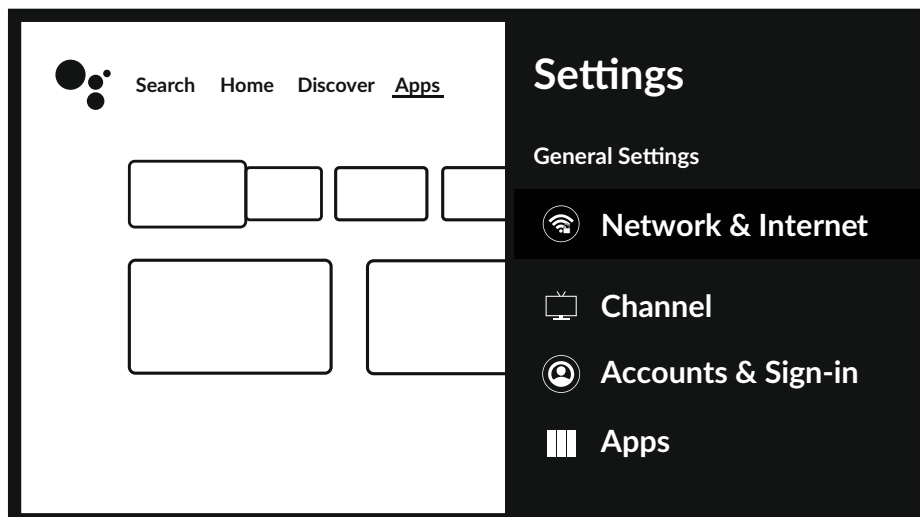 Search Home Discover Apps
Settings
General Settings
Network & Internet
Channel
Accounts & Sign-in
Apps